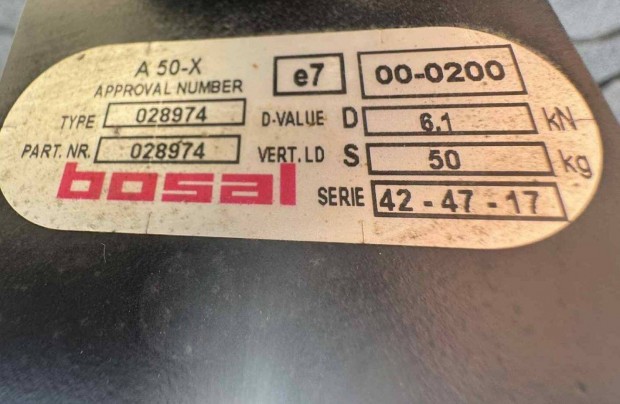 A 50-X
APPROVAL NUMBER e7 00-0200
TYPE 028974 D-VALUE D 6.1 kN
PART. NR. 028974 VERT.LD S 50 kg
bosal SERIE 42 - 47 - 17